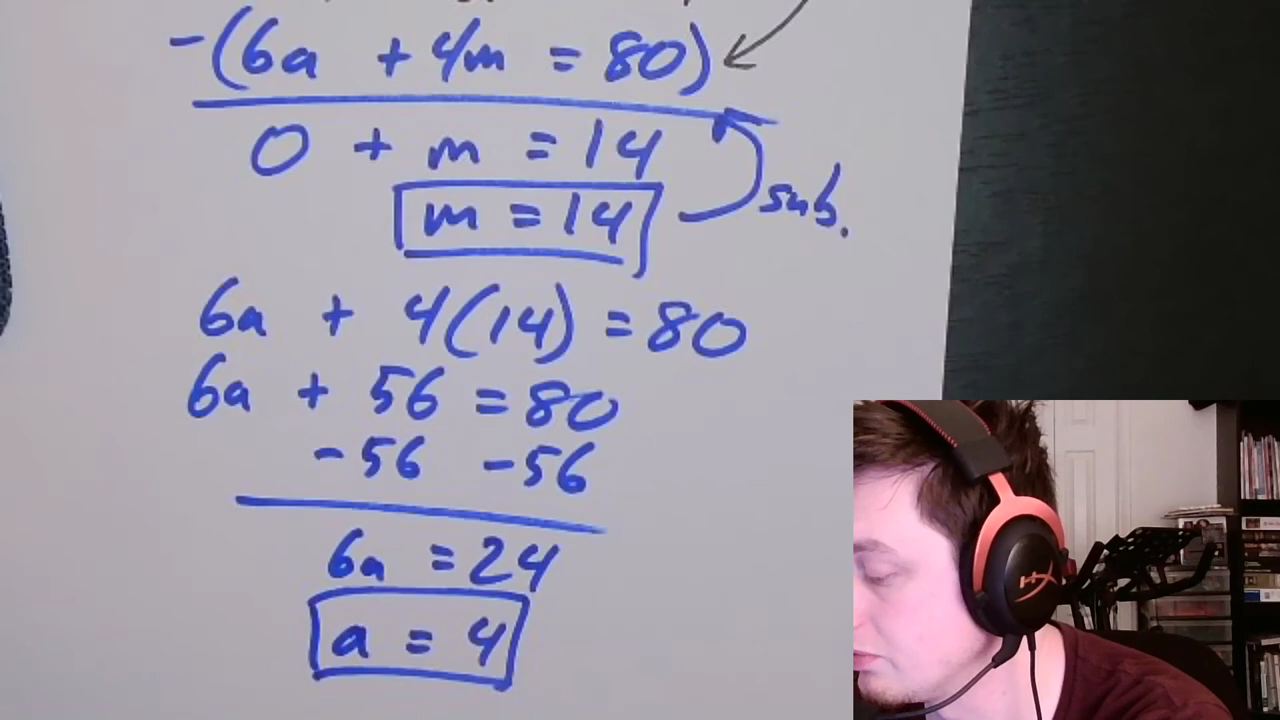 -(6a + 4m = 80)
0 + m = 14
m = 14 sub.
6a + 4(14) = 80
6a + 56 = 80
-56 -56
6a = 24
a = 4